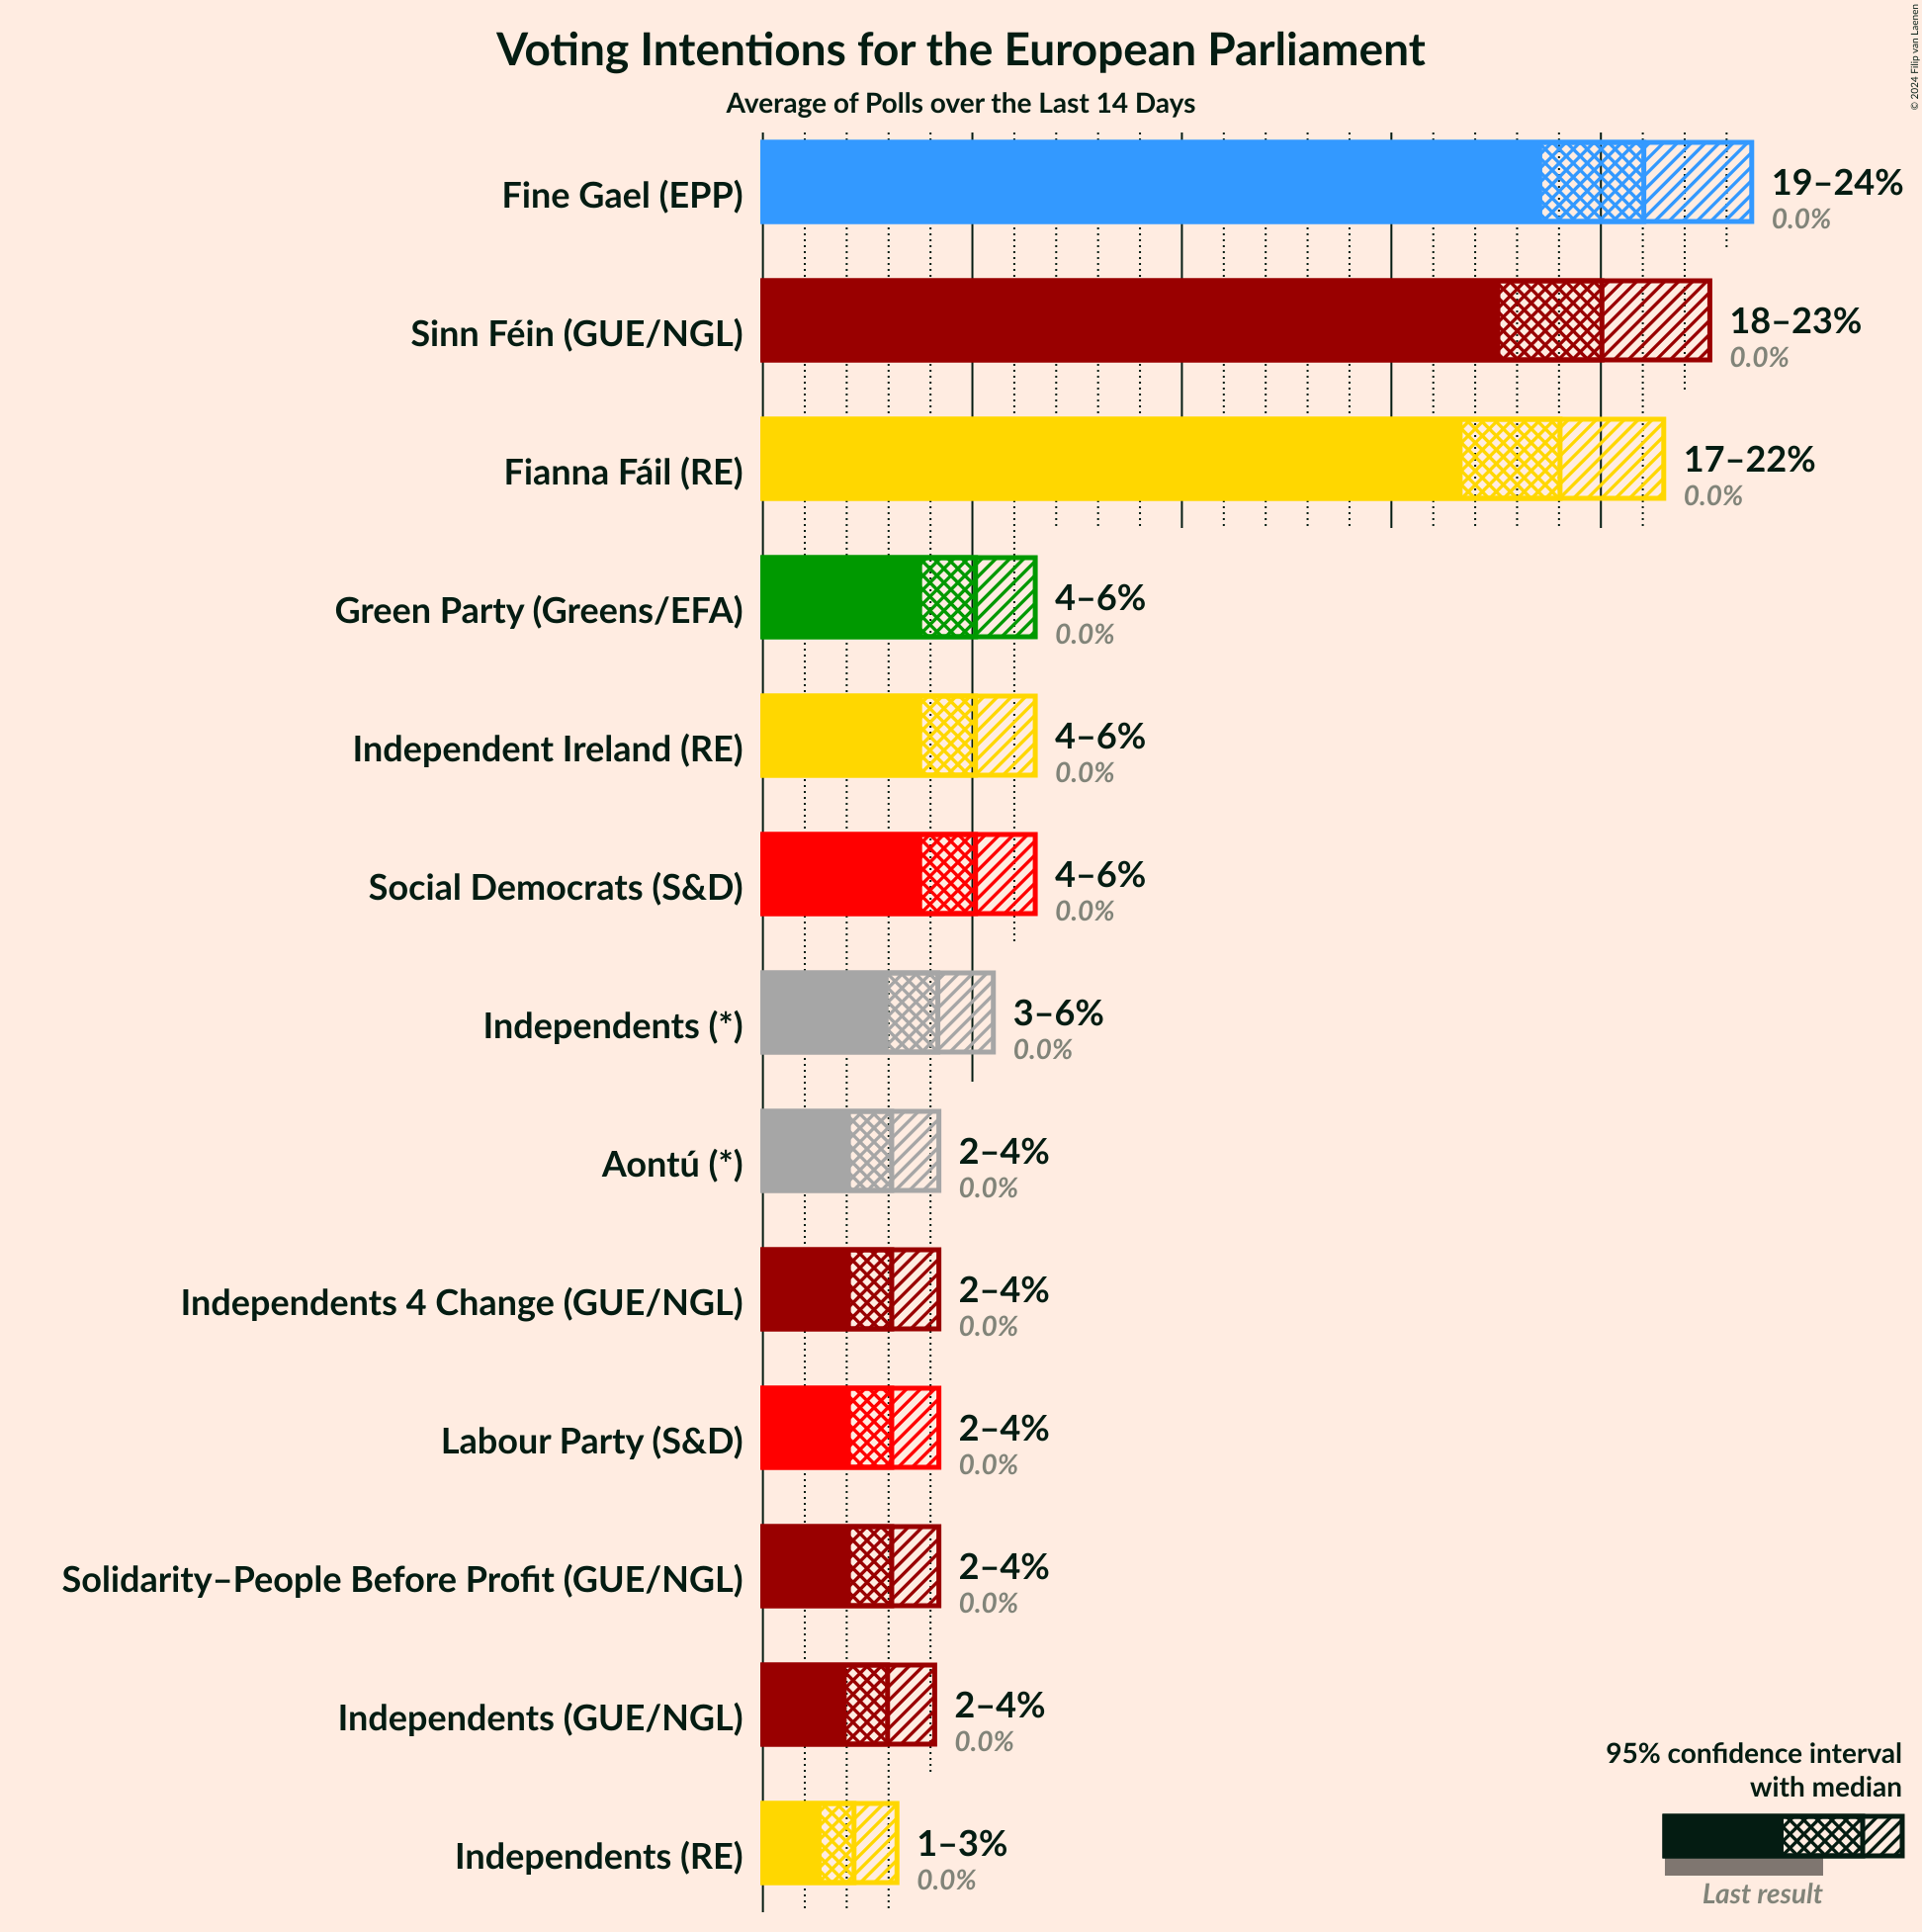 Voting Intentions for the European Parliament
Average of Polls over the Last 14 Days
© 2024 Filip van Laenen
Fine Gael (EPP)
19–24%
0.0%
Sinn Féin (GUE/NGL)
18–23%
0.0%
Fianna Fáil (RE)
17–22%
0.0%
Green Party (Greens/EFA)
4–6%
0.0%
Independent Ireland (RE)
4–6%
0.0%
Social Democrats (S&D)
4–6%
0.0%
Independents (*)
3–6%
0.0%
Aontú (*)
2–4%
0.0%
Independents 4 Change (GUE/NGL)
2–4%
0.0%
Labour Party (S&D)
2–4%
0.0%
Solidarity–People Before Profit (GUE/NGL)
2–4%
0.0%
Independents (GUE/NGL)
2–4%
0.0%
Independents (RE)
1–3%
0.0%
95% confidence interval
with median
Last result